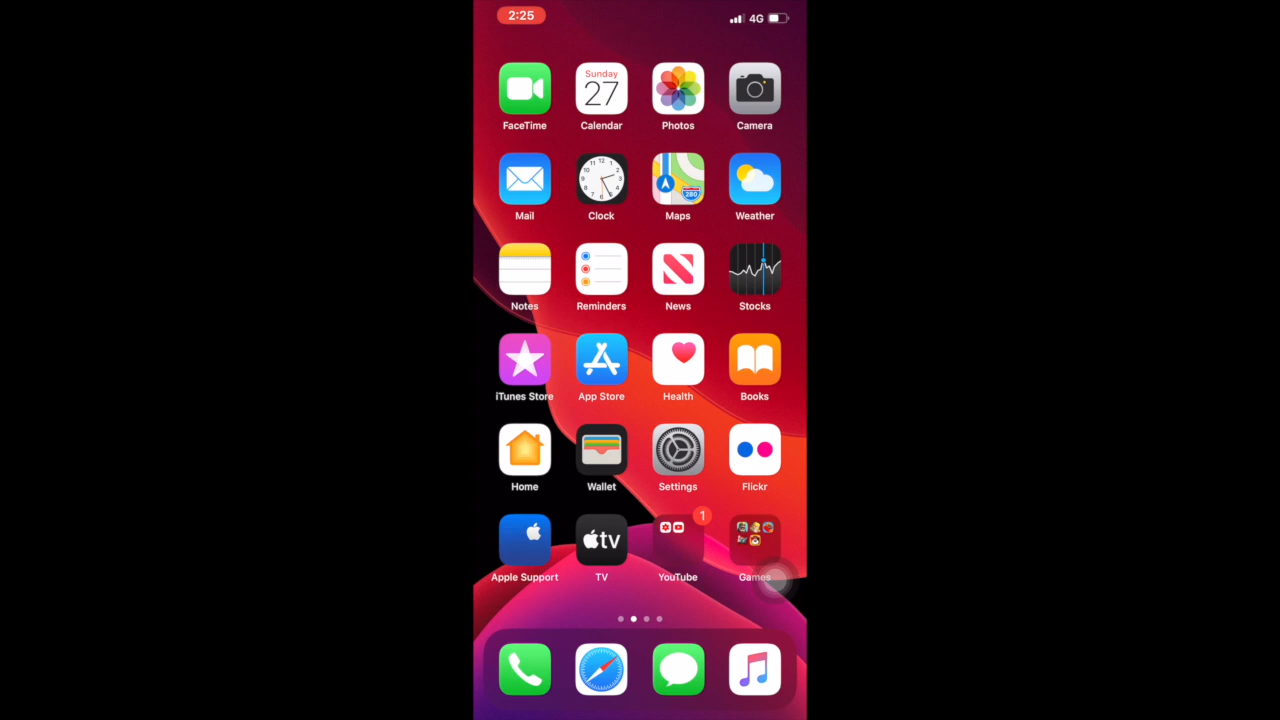 2:25
4G
Sunday
27
FaceTime
Calendar
Photos
Camera
Mail
Clock
Maps
Weather
280
Notes
Reminders
News
Stocks
iTunes Store
App Store
Health
Books
Home
Wallet
Settings
Flickr
tv
1
Apple Support
TV
YouTube
Games